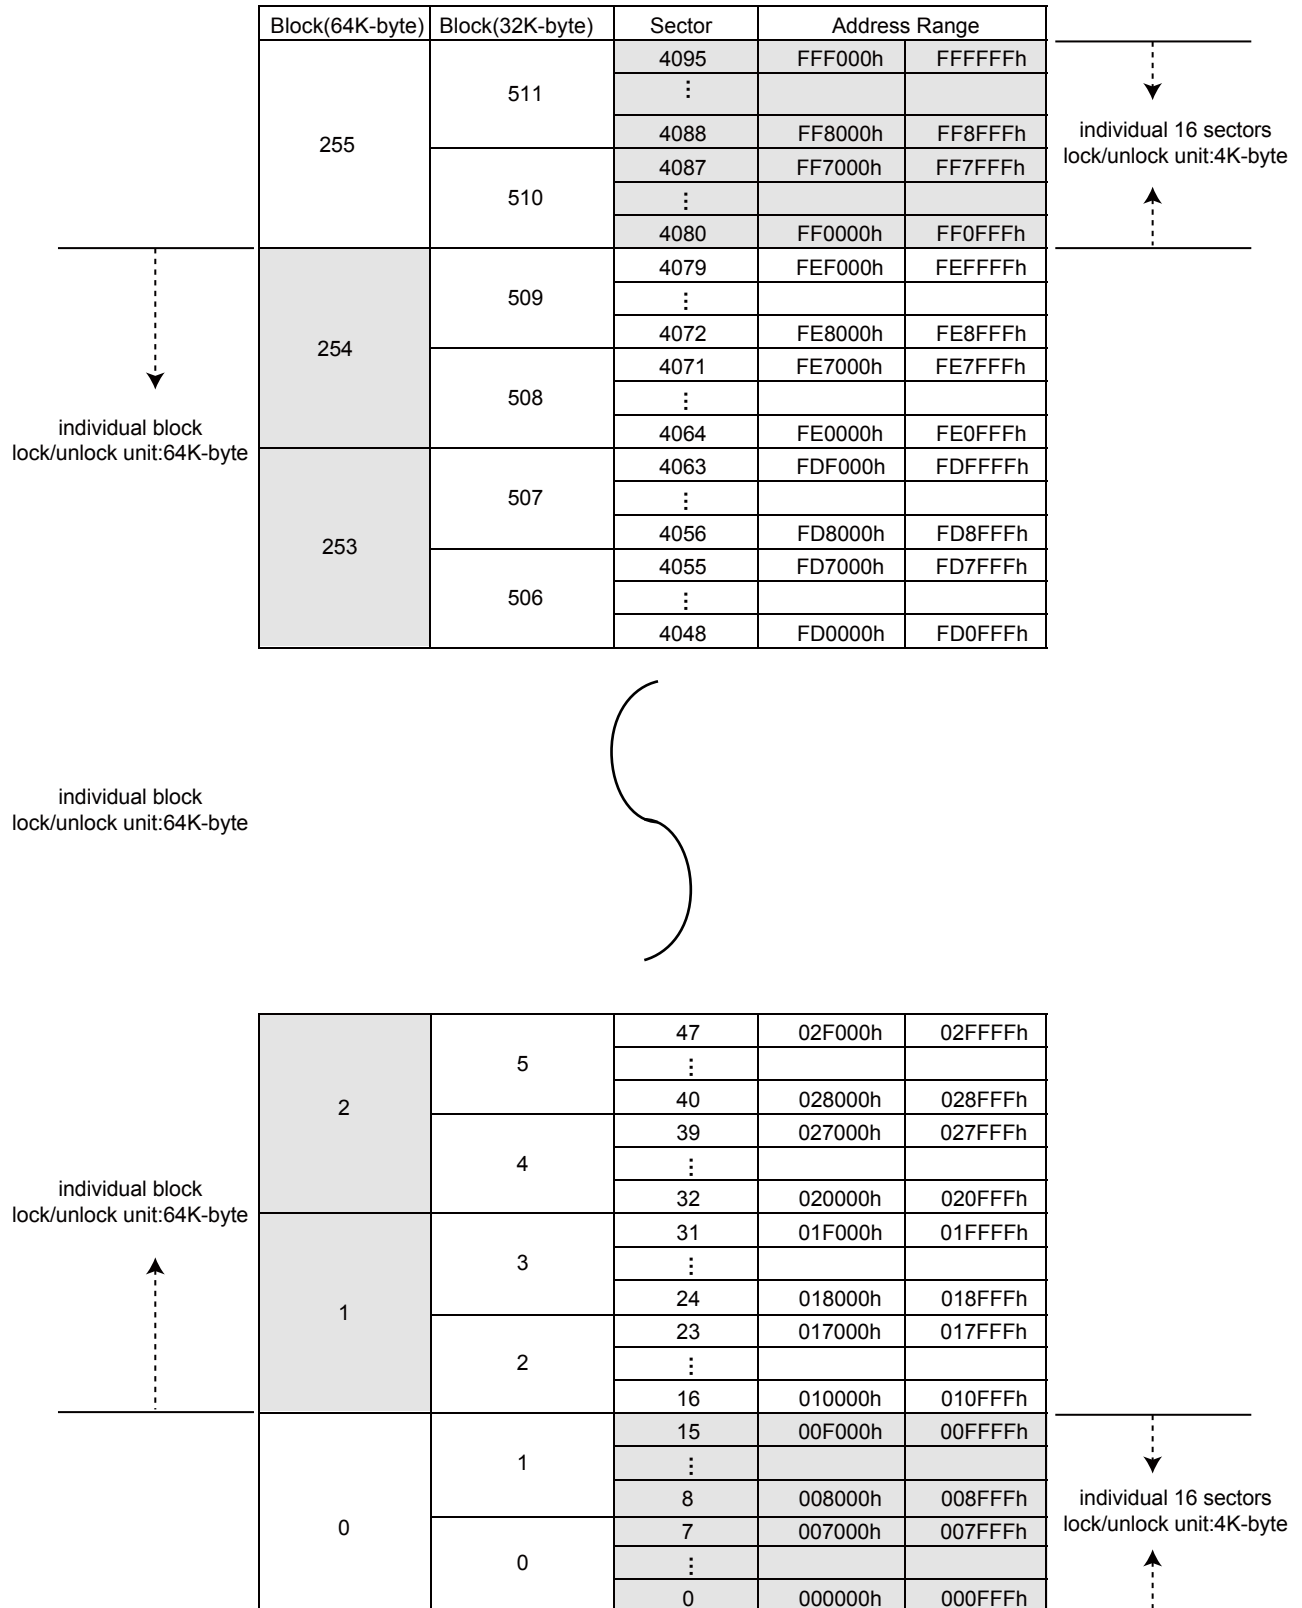 Block(64K-byte) Block(32K-byte) Sector Address Range
255
511
4095 FFF000h FFFFFFh
⋮
4088 FF8000h FF8FFFh
510
4087 FF7000h FF7FFFh
⋮
4080 FF0000h FF0FFFh
individual 16 sectors
lock/unlock unit:4K-byte
254
509
4079 FEF000h FEFFFFh
⋮
4072 FE8000h FE8FFFh
508
4071 FE7000h FE7FFFh
⋮
4064 FE0000h FE0FFFh
individual block
lock/unlock unit:64K-byte
253
507
4063 FDF000h FDFFFFh
⋮
4056 FD8000h FD8FFFh
506
4055 FD7000h FD7FFFh
⋮
4048 FD0000h FD0FFFh
individual block
lock/unlock unit:64K-byte
2
5
47 02F000h 02FFFFh
⋮
40 028000h 028FFFh
4
39 027000h 027FFFh
⋮
32 020000h 020FFFh
individual block
lock/unlock unit:64K-byte
1
3
31 01F000h 01FFFFh
⋮
24 018000h 018FFFh
2
23 017000h 017FFFh
⋮
16 010000h 010FFFh
0
1
15 00F000h 00FFFFh
⋮
8 008000h 008FFFh
0
7 007000h 007FFFh
⋮
0 000000h 000FFFh
individual 16 sectors
lock/unlock unit:4K-byte